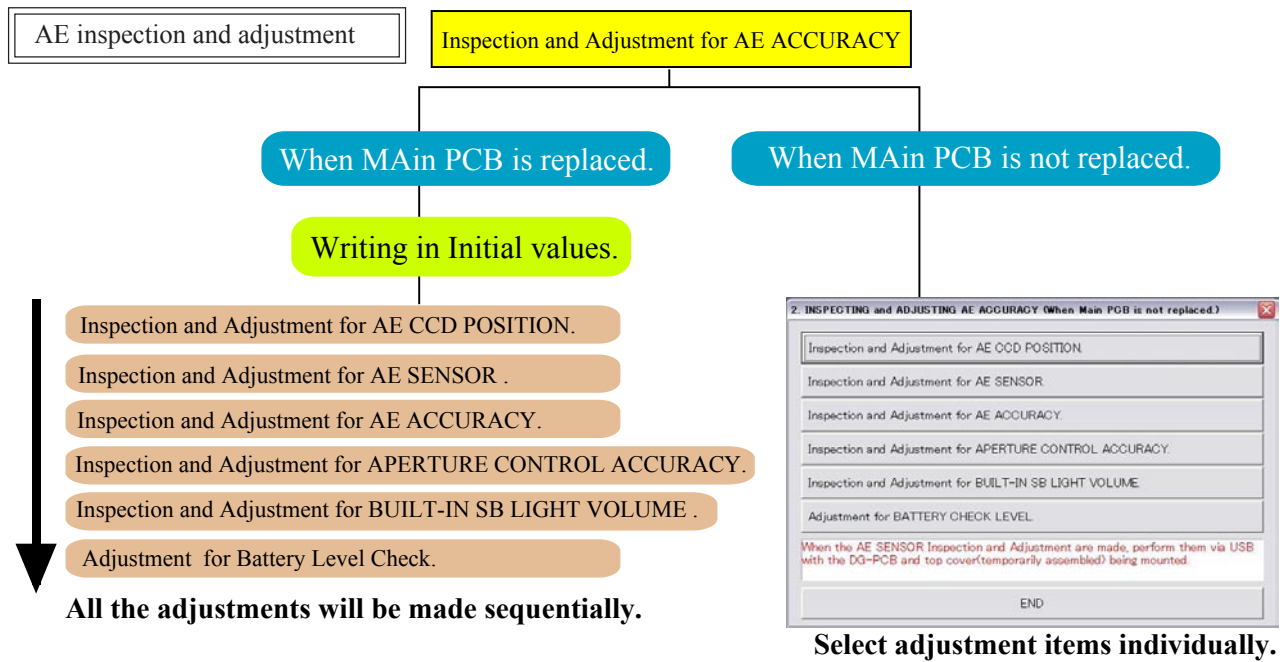 AE inspection and adjustment
Inspection and Adjustment for AE ACCURACY
When MAin PCB is replaced.
When MAin PCB is not replaced.
Writing in Initial values.
Inspection and Adjustment for AE CCD POSITION.
Inspection and Adjustment for AE SENSOR .
Inspection and Adjustment for AE ACCURACY.
Inspection and Adjustment for APERTURE CONTROL ACCURACY.
Inspection and Adjustment for BUILT-IN SB LIGHT VOLUME .
Adjustment for Battery Level Check.
All the adjustments will be made sequentially.
2. INSPECTING and ADJUSTING AE ACCURACY (When Main PCB is not replaced.)
Inspection and Adjustment for AE CCD POSITION.
Inspection and Adjustment for AE SENSOR.
Inspection and Adjustment for AE ACCURACY.
Inspection and Adjustment for APERTURE CONTROL ACCURACY.
Inspection and Adjustment for BUILT-IN SB LIGHT VOLUME.
Adjustment for BATTERY CHECK LEVEL.
When the AE SENSOR Inspection and Adjustment are made, perform them via USB
with the DG-PCB and top cover(temporarily assembled) being mounted.
END
Select adjustment items individually.